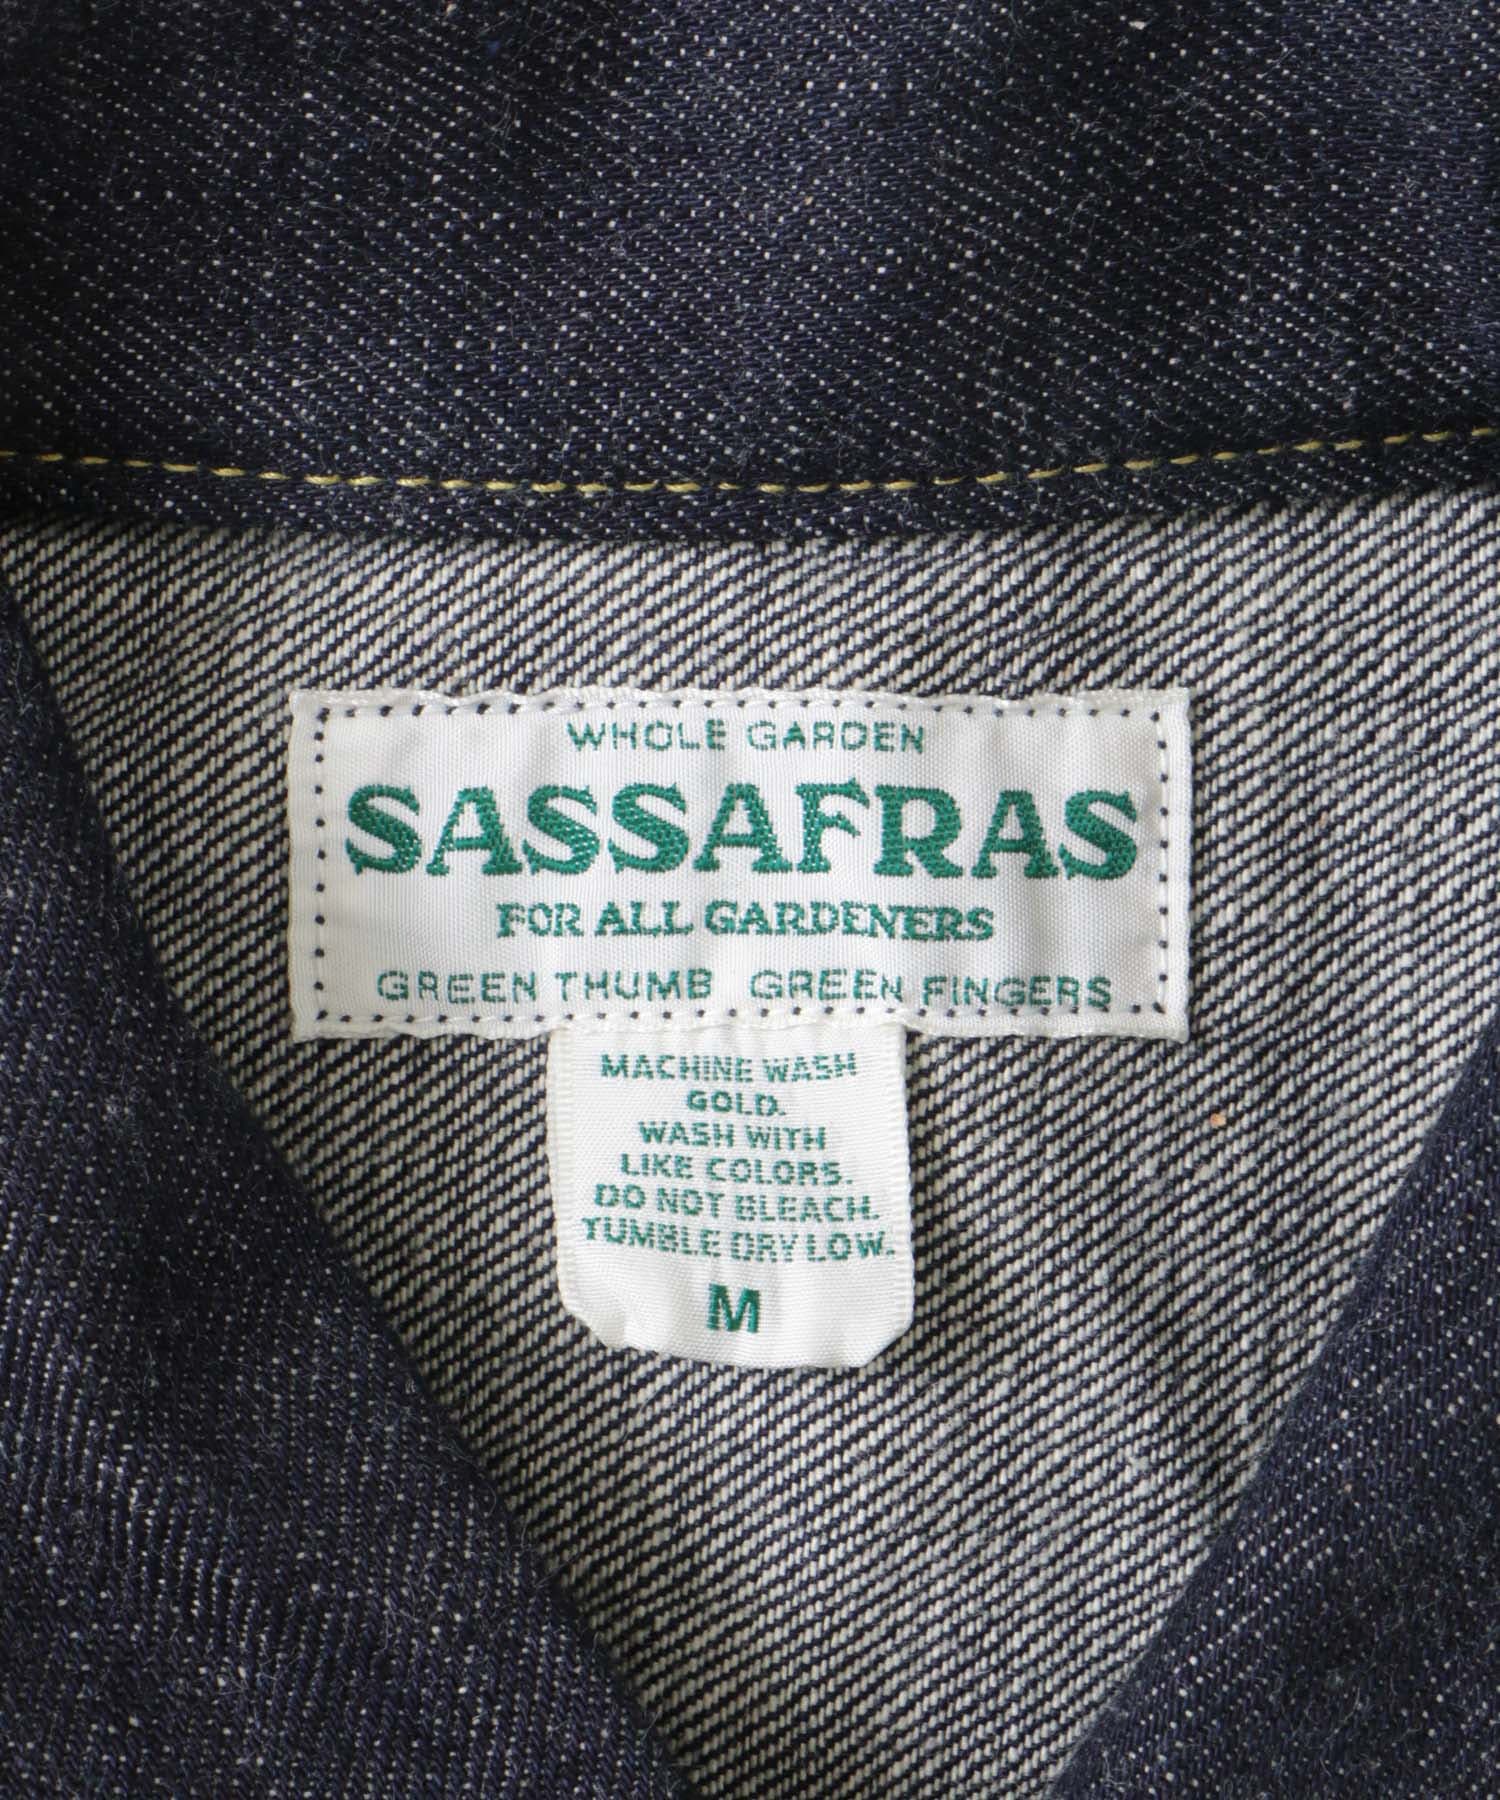 WHOLE GARDEN
SASSAFRAS
FOR ALL GARDENERS
GREEN THUMB GREEN FINGERS
MACHINE WASH
GOLD.
WASH WITH
LIKE COLORS.
DO NOT BLEACH.
TUMBLE DRY LOW.
M